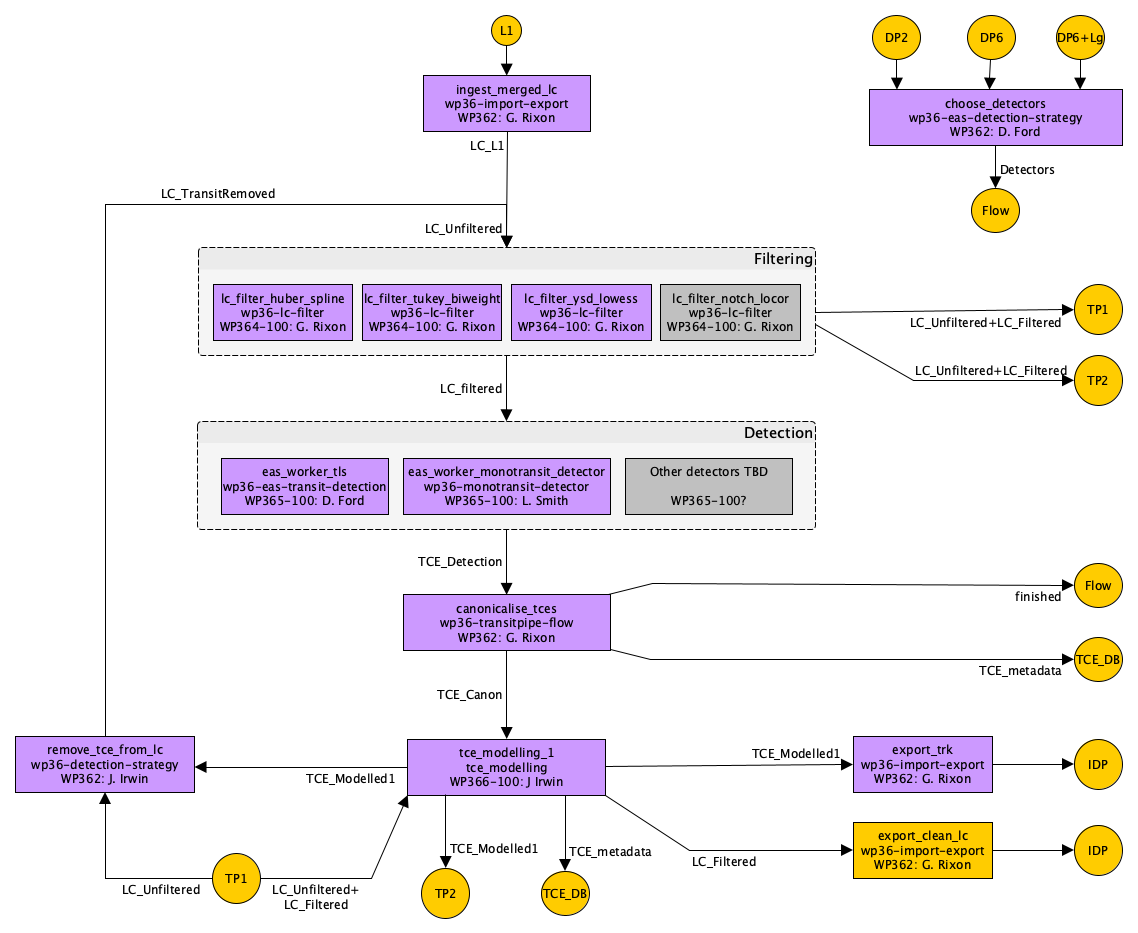 L1
DP2
DP6
DP6+Lg
ingest_merged_lc
wp36-import-export
WP362: G. Rixon
choose_detectors
wp36-eas-detection-strategy
WP362: D. Ford
LC_L1
Detectors
LC_TransitRemoved
Flow
LC_Unfiltered
Filtering
lc_filter_huber_spline
wp36-lc-filter
WP364-100: G. Rixon
lc_filter_tukey_biweight
wp36-lc-filter
WP364-100: G. Rixon
lc_filter_ysd_lowess
wp36-lc-filter
WP364-100: G. Rixon
lc_filter_notch_locor
wp36-lc-filter
WP364-100: G. Rixon
TP1
LC_Unfiltered+LC_Filtered
LC_Unfiltered+LC_Filtered
TP2
LC_filtered
Detection
eas_worker_tls
wp36-eas-transit-detection
WP365-100: D. Ford
eas_worker_monotransit_detector
wp36-monotransit-detector
WP365-100: L. Smith
Other detectors TBD
WP365-100?
TCE_Detection
Flow
finished
canonicalise_tces
wp36-transitpipe-flow
WP362: G. Rixon
TCE_DB
TCE_metadata
TCE_Canon
remove_tce_from_lc
wp36-detection-strategy
WP362: J. Irwin
TCE_Modelled1
tce_modelling_1
tce_modelling
WP366-100: J Irwin
TCE_Modelled1
export_trk
wp36-import-export
WP362: G. Rixon
IDP
TCE_Modelled1
TCE_metadata
LC_Filtered
export_clean_lc
wp36-import-export
WP362: G. Rixon
IDP
LC_Unfiltered
TP1
LC_Unfiltered+
LC_Filtered
TP2
TCE_DB